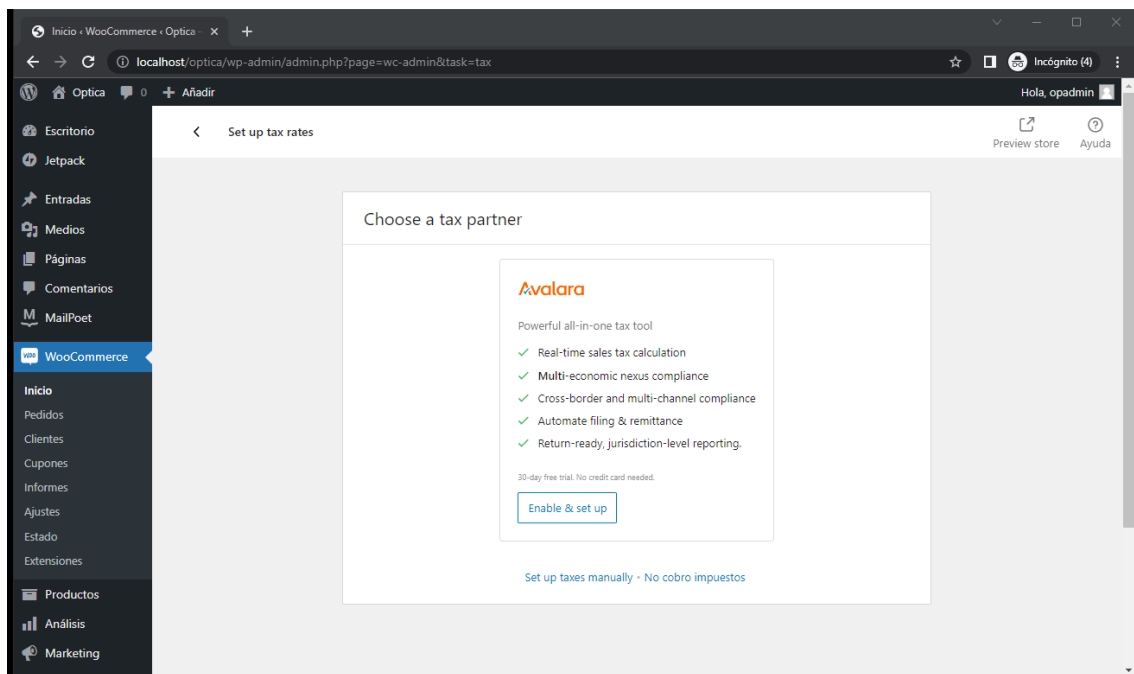 Inicio ‹ WooCommerce ‹ Optica –
localhost/optica/wp-admin/admin.php?page=wc-admin&task=tax
Incógnito (4)
Optica 0 Añadir
Hola, opadmin
Escritorio
Jetpack
Entradas
Medios
Páginas
Comentarios
MailPoet
WooCommerce
Inicio
Pedidos
Clientes
Cupones
Informes
Ajustes
Estado
Extensiones
Productos
Análisis
Marketing
Set up tax rates
Preview store
Ayuda
Choose a tax partner
Avalara
Powerful all-in-one tax tool
Real-time sales tax calculation
Multi-economic nexus compliance
Cross-border and multi-channel compliance
Automate filing & remittance
Return-ready, jurisdiction-level reporting.
30-day free trial. No credit card needed.
Enable & set up
Set up taxes manually • No cobro impuestos